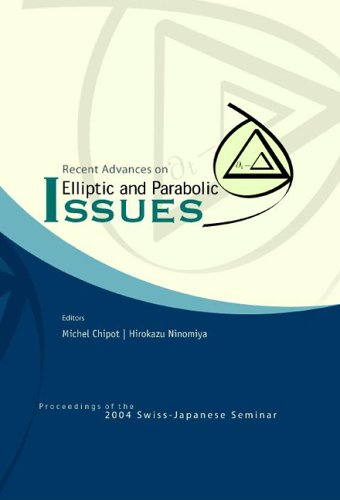 Recent Advances on
Elliptic and Parabolic
ISSUES
∂t –
∂t –
Editors
Michel Chipot | Hirokazu Ninomiya
Proceedings of the
2004 Swiss-Japanese Seminar